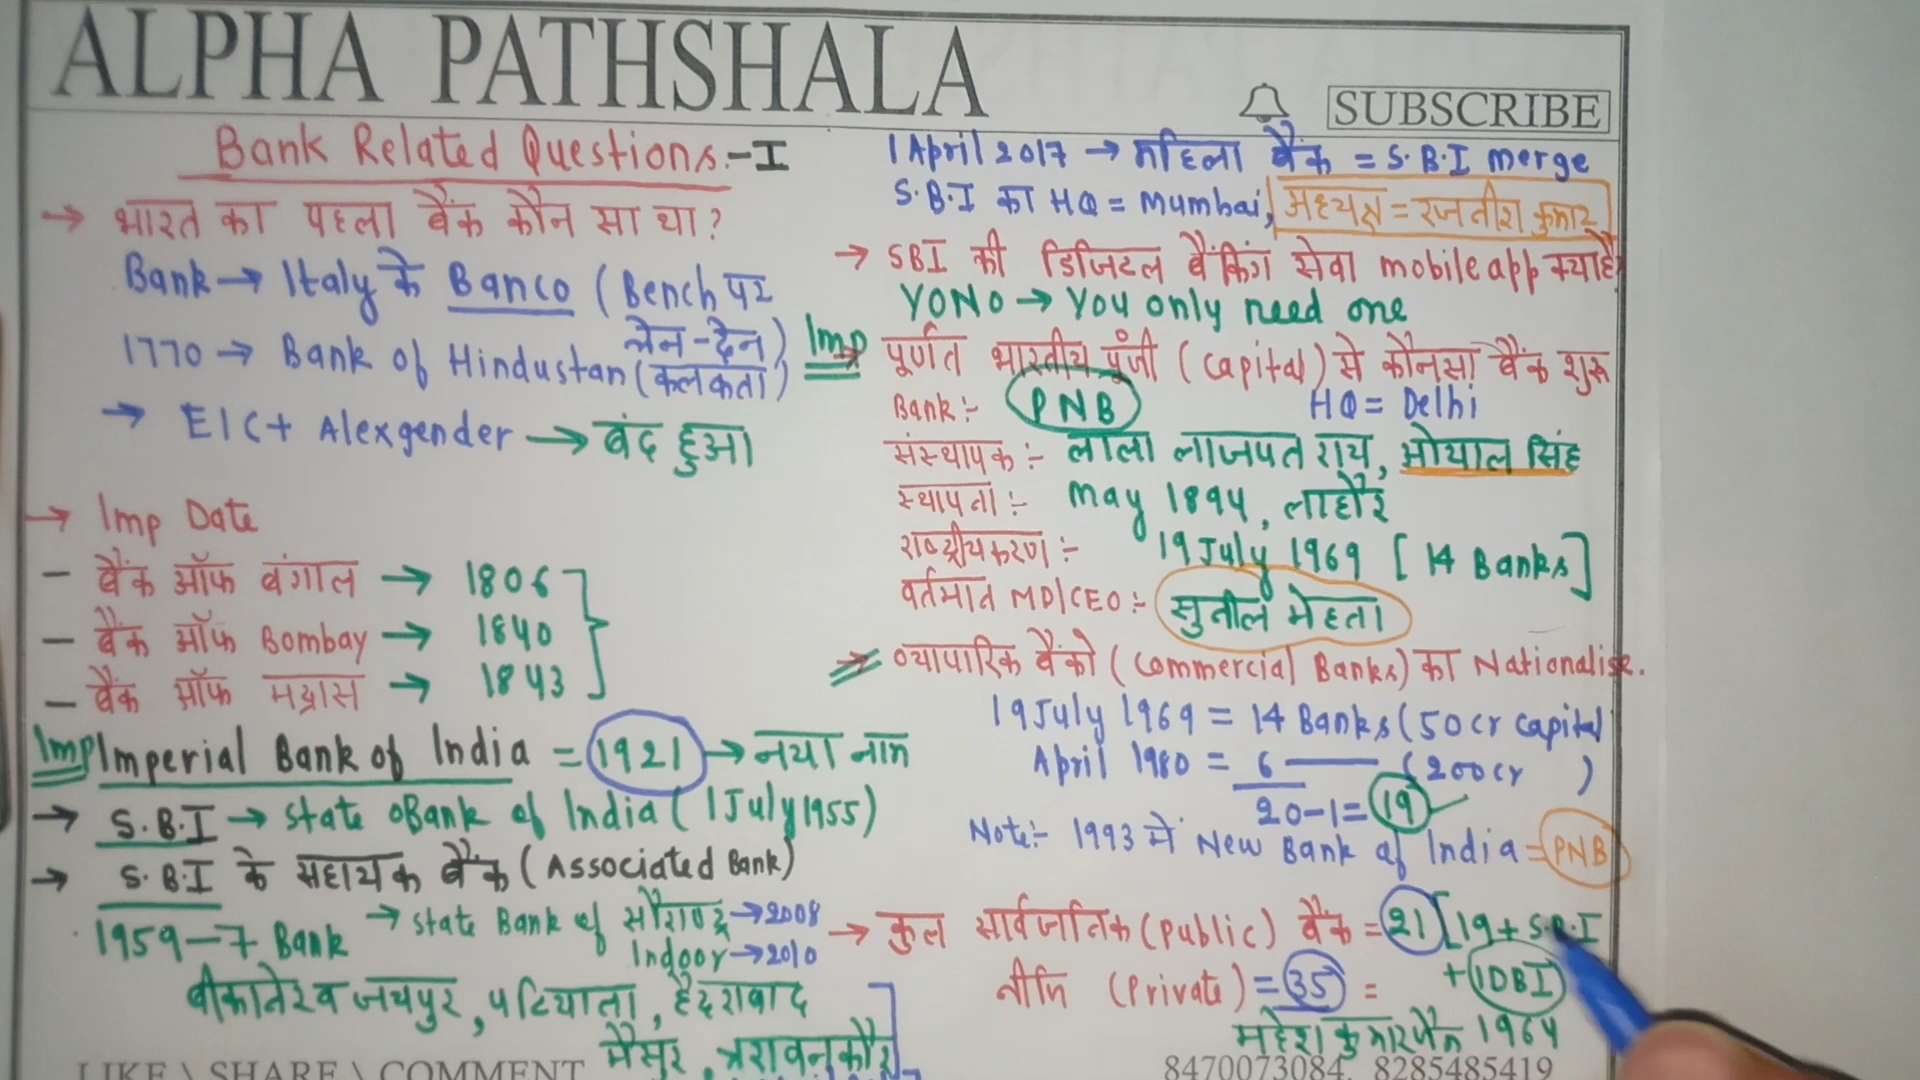 ALPHA PATHSHALA
SUBSCRIBE
Bank Related Questions.-I
→ भारत का पहला बैंक कौन सा था?
Bank → Italy के Banco (Bench पर
लेन-देन)
1770 → Bank of Hindustan (कलकता)
→ EIC+ Alexgender → बंद हुआ
→ Imp Date
- बैंक ऑफ बंगाल → 1806
- बैंक ऑफ Bombay → 1840
- बैंक ऑफ मद्रास → 1843
Imp Imperial Bank of India = 1921 → नया नाम
→ S.B.I → State oBank of India (1 July 1955)
→ S.B.I के सहायक बैंक (Associated Bank)
1959-7 Bank → State Bank of सौराष्ट्र → 2008
Indoor → 2010
बीकानेर व जयपुर, पटियाला, हैदराबाद
मैसूर, त्रावनकौर
1 April 2017 → महिला बैंक = S.B.I merge
S.B.I का HQ = Mumbai, अध्यक्ष = रजनीश कुमार
→ SBI की डिजिटल बैंकिंग सेवा mobile app क्या है?
YONO → You only need one
Imp → पूर्णत भारतीय पूंजी (Capital) से कौनसा बैंक शुरू
Bank:- PNB HQ = Delhi
संस्थापक:- लाला लाजपत राय, भोयाल सिंह
स्थापना:- May 1894, लाहौर
राष्ट्रीयकरण:- 19 July 1969 [14 Banks]
वर्तमान MD/CEO:- सुनील मेहता
→ व्यापारिक बैंको (Commercial Banks) का Nationalise.
19 July 1969 = 14 Banks (50cr Capital
April 1980 = 6 —— (200cr )
20-1= 19
Note:- 1993 में New Bank of India = PNB
→ कुल सार्वजनिक (Public) बैंक = 21 [19+ S.B.I
+ IDBI
नीजि (Private) = 35 =
महेश कुमार जैन 1964
LIKE \ SHARE \ COMMENT
8470073084, 8285485419